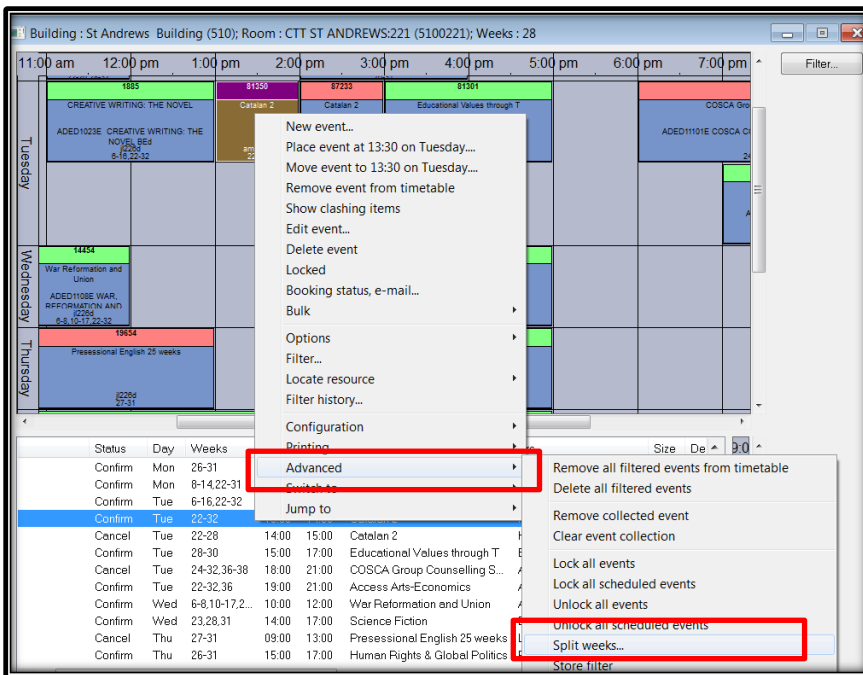 Building : St Andrews Building (510); Room : CTT ST ANDREWS:221 (5100221); Weeks : 28
11:00 am 12:00 pm 1:00 pm 2:00 pm 3:00 pm 4:00 pm 5:00 pm 6:00 pm 7:00 pm
Filter...
Tuesday
1885
CREATIVE WRITING: THE NOVEL
ADED1023E CREATIVE WRITING: THE
NOVEL BEd
jl226d
6-16,22-32
81350
Catalan 2
am
22
87233
Catalan 2
81301
Educational Values through T
COSCA Gro
ADED11101E COSCA C
24
A
Wednesday
14454
War Reformation and
Union
ADED1108E WAR,
REFORMATION AND
jl226d
6-8,10-17,22-32
Thursday
19654
Presessional English 25 weeks
jl226d
27-31
New event...
Place event at 13:30 on Tuesday....
Move event to 13:30 on Tuesday....
Remove event from timetable
Show clashing items
Edit event...
Delete event
Locked
Booking status, e-mail...
Bulk
Options
Filter...
Locate resource
Filter history...
Configuration
Printing
Advanced
Switch to
Jump to
Remove all filtered events from timetable
Delete all filtered events
Remove collected event
Clear event collection
Lock all events
Lock all scheduled events
Unlock all events
Unlock all scheduled events
Split weeks...
Store filter
Status Day Weeks Size De 9:0
Confirm Mon 26-31
Confirm Mon 8-14,22-31
Confirm Tue 6-16,22-32
Confirm Tue 22-32
Cancel Tue 22-28 14:00 15:00 Catalan 2
Confirm Tue 28-30 15:00 17:00 Educational Values through T
Cancel Tue 24-32,36-38 18:00 21:00 COSCA Group Counselling S...
Confirm Tue 22-32,36 19:00 21:00 Access Arts-Economics
Confirm Wed 6-8,10-17,2... 10:00 12:00 War Reformation and Union
Confirm Wed 23,28,31 14:00 17:00 Science Fiction
Cancel Thu 27-31 09:00 13:00 Presessional English 25 weeks
Confirm Thu 26-31 15:00 17:00 Human Rights & Global Politics